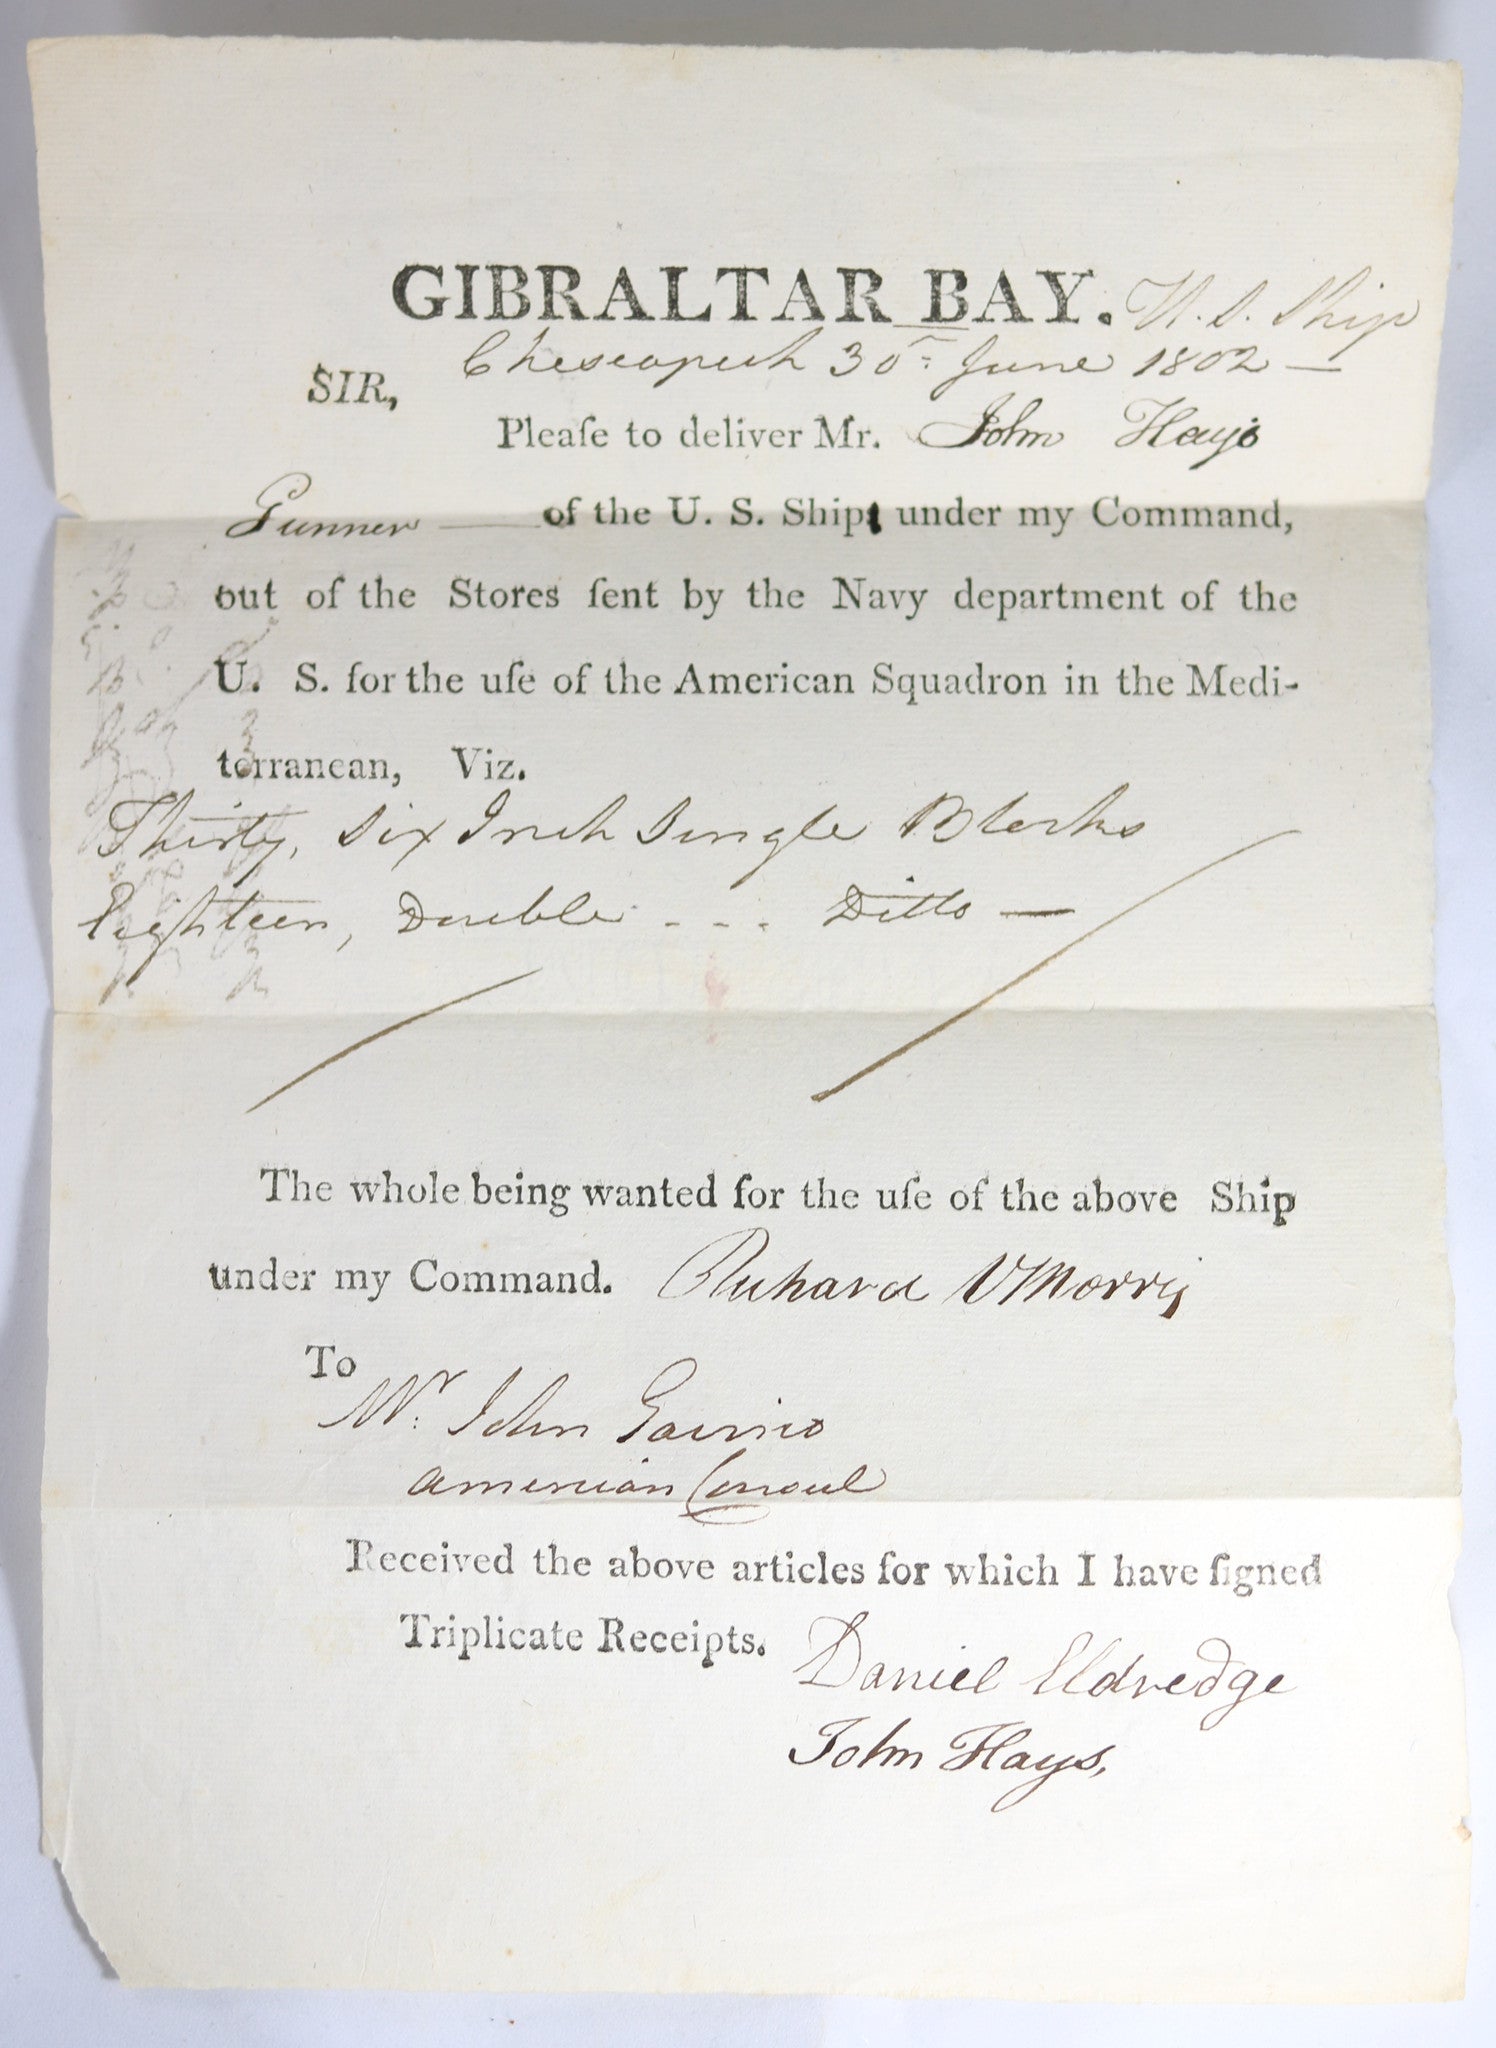 GIBRALTAR BAY. U. S. Ship
Cheseapeck 30th June 1802 —
SIR,
Pleaſe to deliver Mr. John Hays
Gunner — of the U. S. Ship, under my Command,
out of the Stores ſent by the Navy department of the
U. S. for the uſe of the American Squadron in the Medi-
terranean, Viz.
Thirty, Six Inch Single Blocks
Eighteen, Double - - - Ditto —
The whole being wanted for the uſe of the above Ship
under my Command. Richard V Morris
To
Mr. John Gavino
American Consul
Received the above articles for which I have ſigned
Triplicate Receipts.
Daniel Eldredge
John Hays,